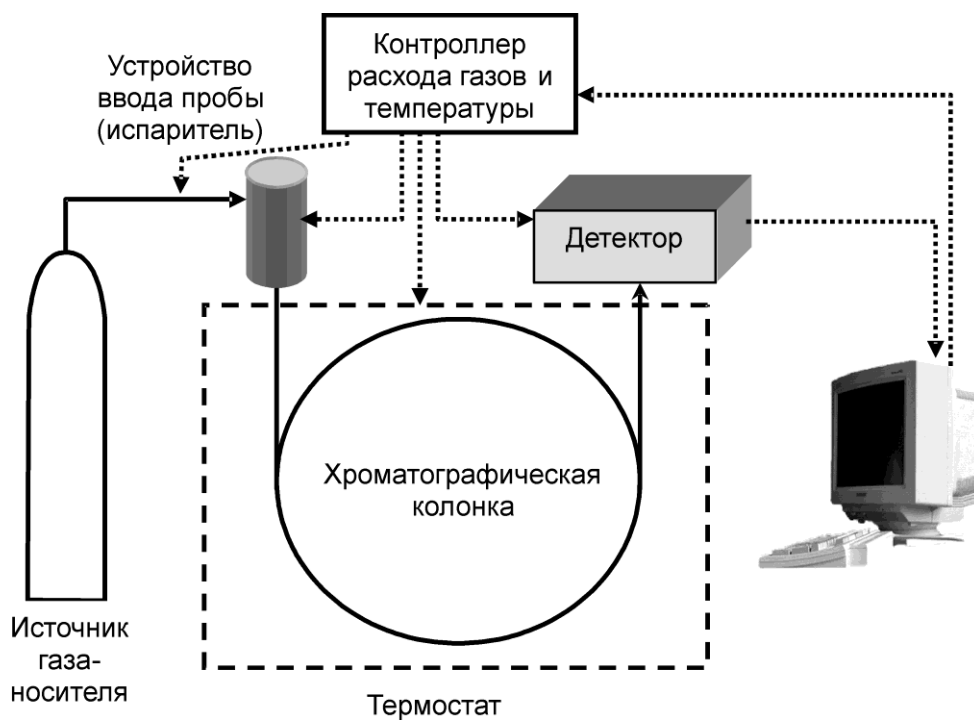 Контроллер
расхода газов и
температуры
Устройство
ввода пробы
(испаритель)
Детектор
Хроматографическая
колонка
Источник
газа-
носителя
Термостат